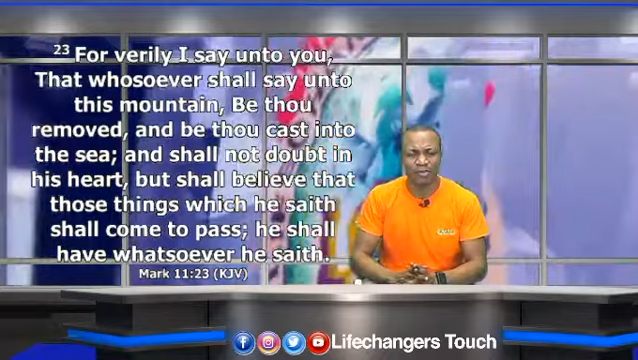 23 For verily I say unto you,
That whosoever shall say unto
this mountain, Be thou
removed, and be thou cast into
the sea; and shall not doubt in
his heart, but shall believe that
those things which he saith
shall come to pass; he shall
have whatsoever he saith.
Mark 11:23 (KJV)
Lifechangers Touch